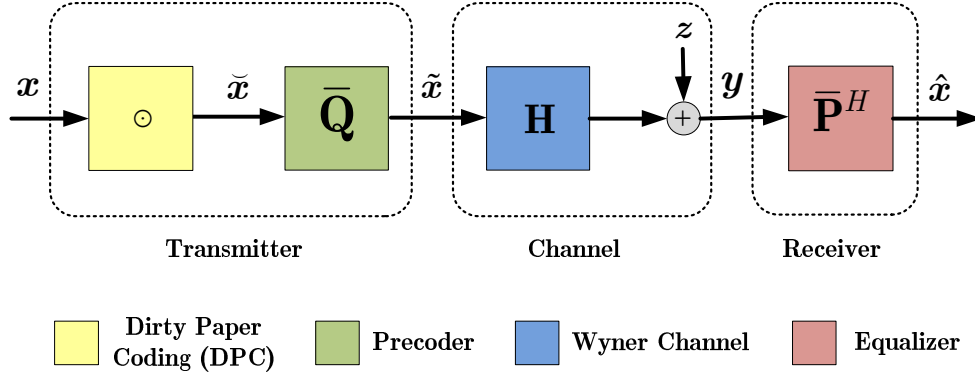 x
⊙
x̆
Q̅
x̃
H
z
+
y
P̅^H
x̂
Transmitter
Channel
Receiver
Dirty Paper
Coding (DPC)
Precoder
Wyner Channel
Equalizer